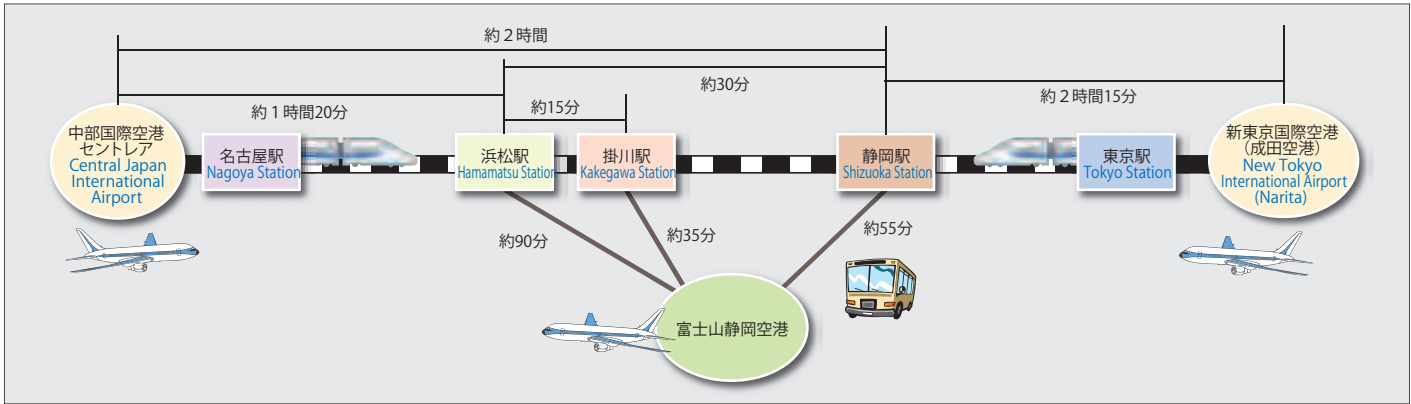 約２時間
約30分
約１時間20分
約15分
約２時間15分
中部国際空港
セントレア
Central Japan
International
Airport
名古屋駅
Nagoya Station
浜松駅
Hamamatsu Station
掛川駅
Kakegawa Station
静岡駅
Shizuoka Station
東京駅
Tokyo Station
新東京国際空港
（成田空港）
New Tokyo
International Airport
(Narita)
約90分
約35分
約55分
富士山静岡空港